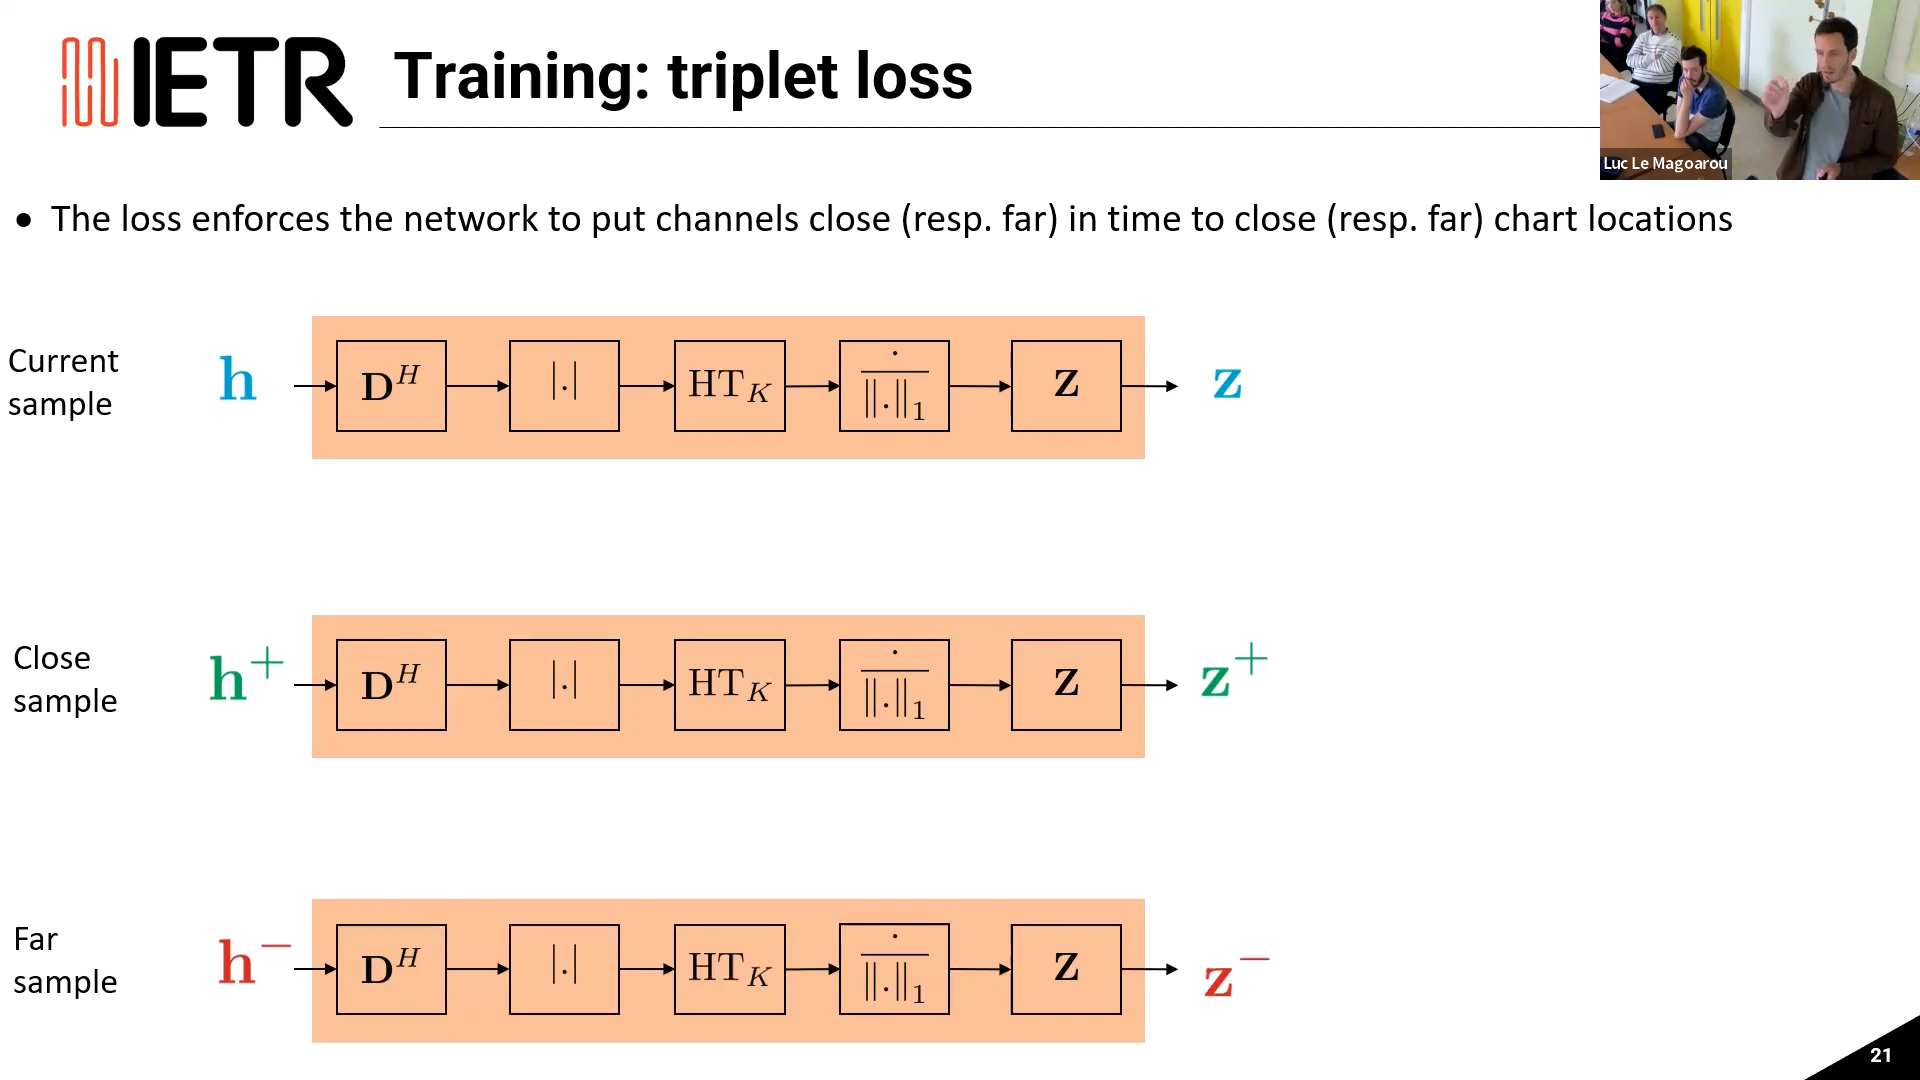 IETR
Training: triplet loss
Luc Le Magoarou
• The loss enforces the network to put channels close (resp. far) in time to close (resp. far) chart locations
Current
sample
h
D^H
|.|
HT_K
. / ‖.‖_1
Z
z
Close
sample
h^+
D^H
|.|
HT_K
. / ‖.‖_1
Z
z^+
Far
sample
h^−
D^H
|.|
HT_K
. / ‖.‖_1
Z
z^−
21